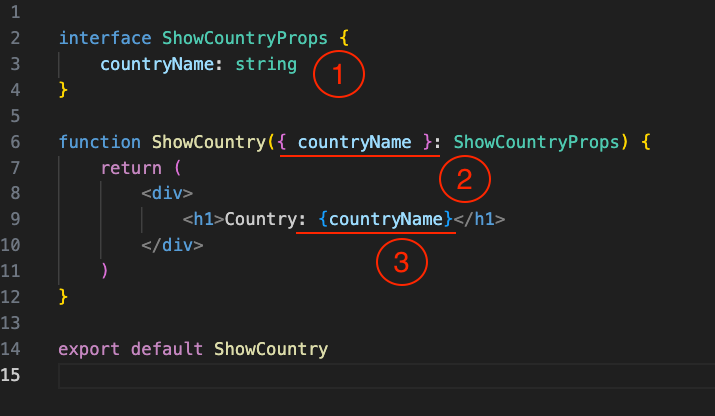 1
2 interface ShowCountryProps {
3 countryName: string
1
4 }
5
6 function ShowCountry({ countryName }: ShowCountryProps) {
7 return (
2
8 <div>
9 <h1>Country: {countryName}</h1>
10 </div>
3
11 )
12 }
13
14 export default ShowCountry
15